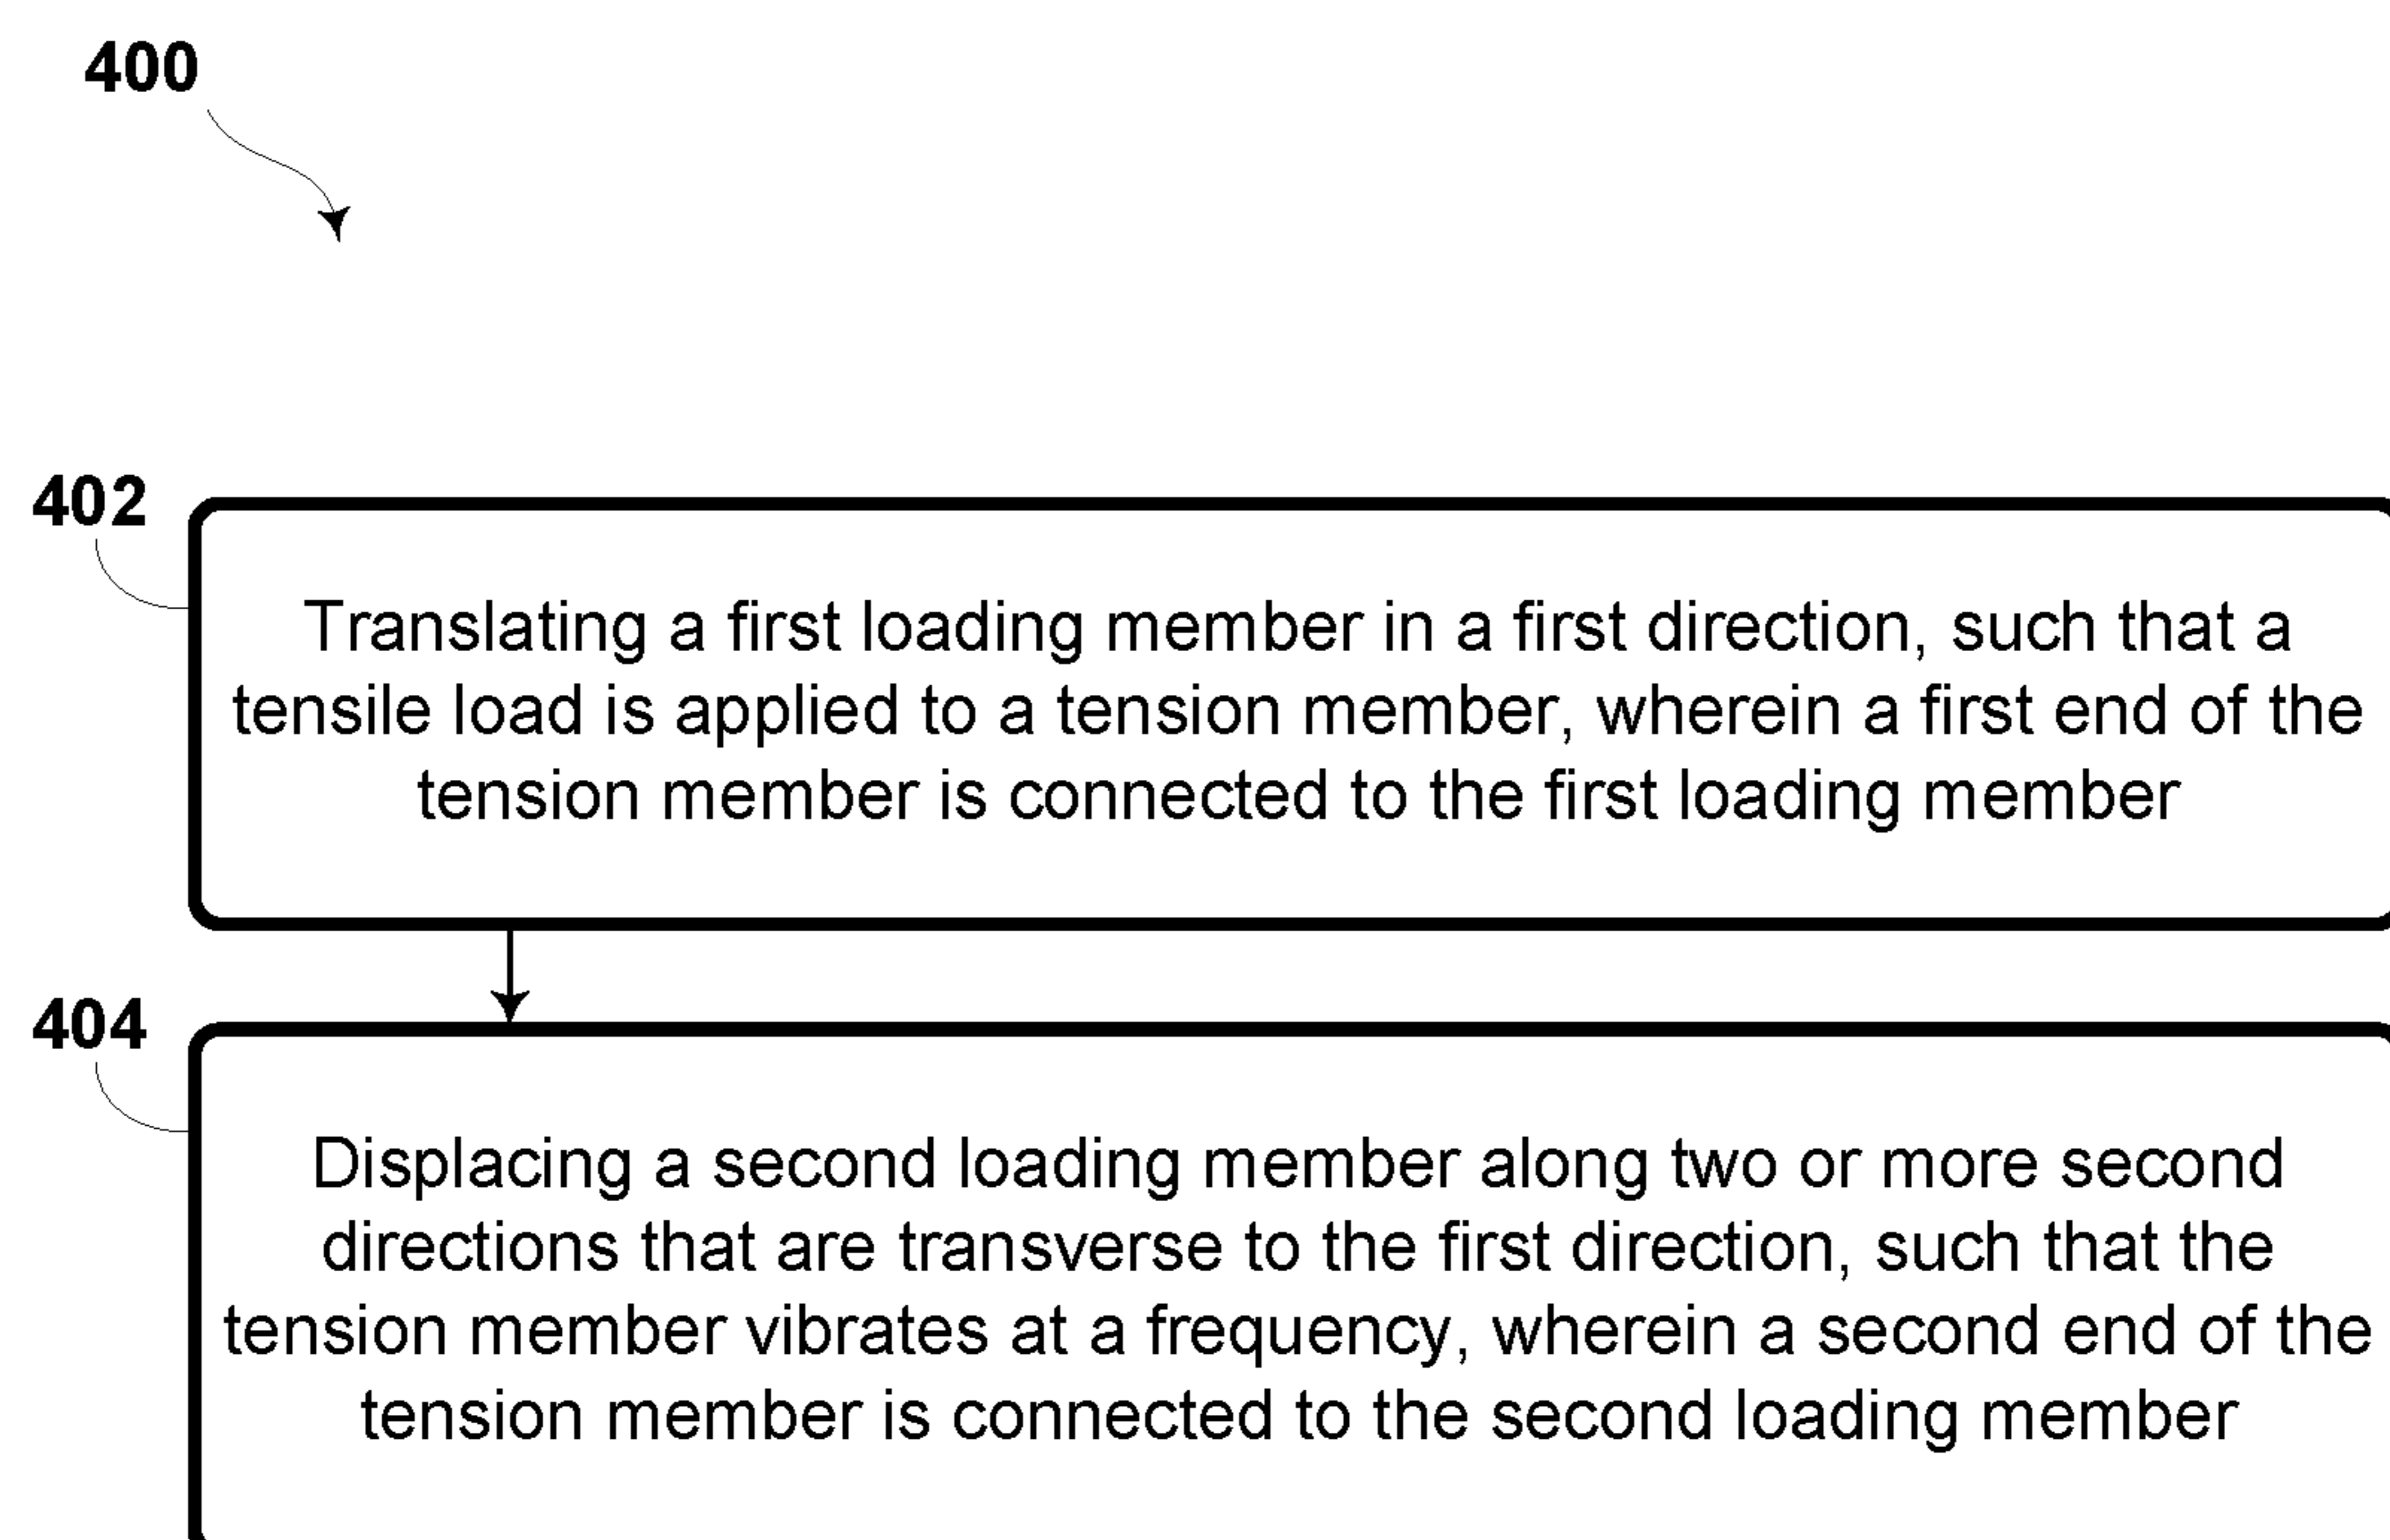 400
402
Translating a first loading member in a first direction, such that a
tensile load is applied to a tension member, wherein a first end of the
tension member is connected to the first loading member
404
Displacing a second loading member along two or more second
directions that are transverse to the first direction, such that the
tension member vibrates at a frequency, wherein a second end of the
tension member is connected to the second loading member